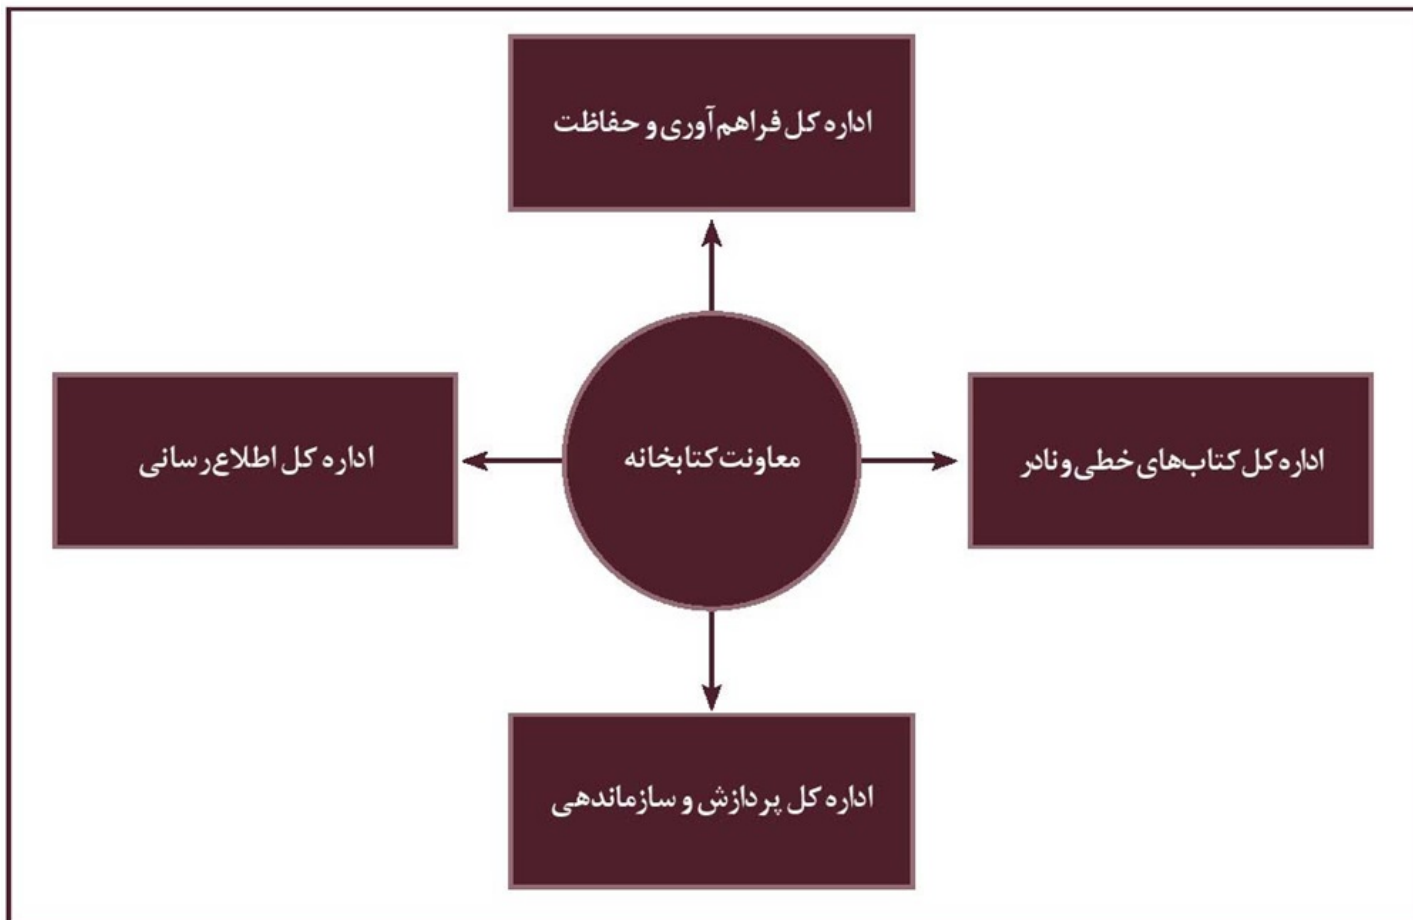 اداره کل فراهم‌آوری و حفاظت
اداره کل کتاب‌های خطی و نادر
معاونت کتابخانه
اداره کل اطلاع‌رسانی
اداره کل پردازش و سازماندهی